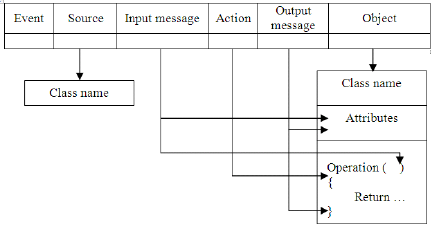 Event Source Input message Action Output message Object
Class name
Class name
Attributes
Operation ( )
{
Return …
}